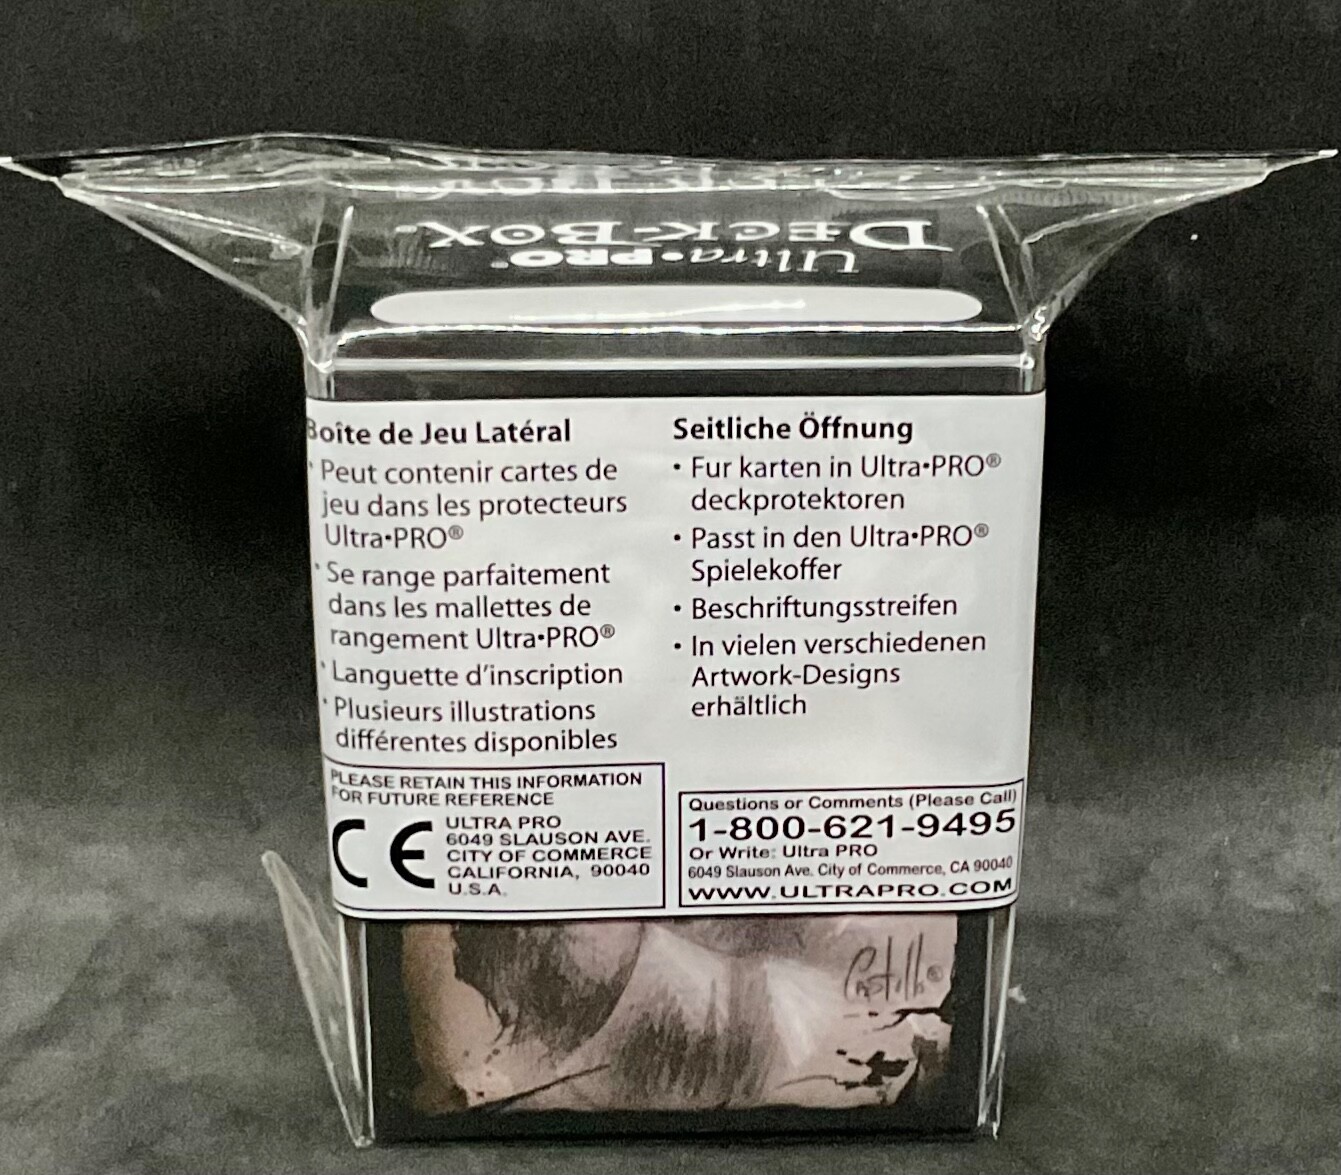 DECK-BOX
Ultra•PRO®
Boîte de Jeu Latéral
• Peut contenir cartes de
jeu dans les protecteurs
Ultra•PRO®
• Se range parfaitement
dans les mallettes de
rangement Ultra•PRO®
• Languette d'inscription
• Plusieurs illustrations
différentes disponibles
Seitliche Öffnung
• Fur karten in Ultra•PRO®
deckprotektoren
• Passt in den Ultra•PRO®
Spielekoffer
• Beschriftungsstreifen
• In vielen verschiedenen
Artwork-Designs
erhältlich
PLEASE RETAIN THIS INFORMATION
FOR FUTURE REFERENCE
CE
ULTRA PRO
6049 SLAUSON AVE.
CITY OF COMMERCE
CALIFORNIA, 90040
U.S.A.
Questions or Comments (Please Call)
1-800-621-9495
Or Write: Ultra PRO
6049 Slauson Ave. City of Commerce, CA 90040
WWW.ULTRAPRO.COM
Castillo®